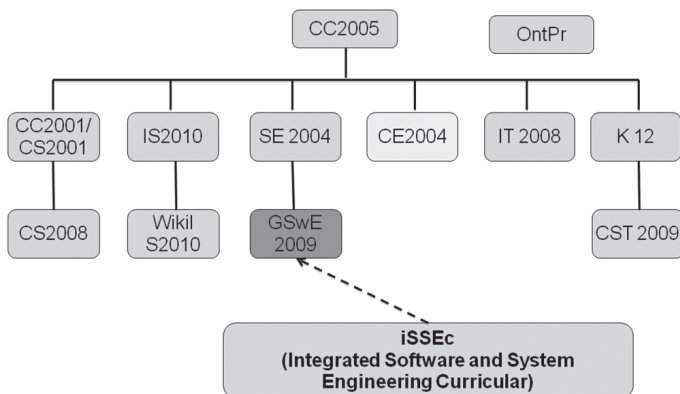 CC2005
OntPr
CC2001/
CS2001
IS2010
SE 2004
CE2004
IT 2008
K 12
CS2008
Wikil
S2010
GSwE
2009
CST 2009
iSSEc
(Integrated Software and System
Engineering Curricular)